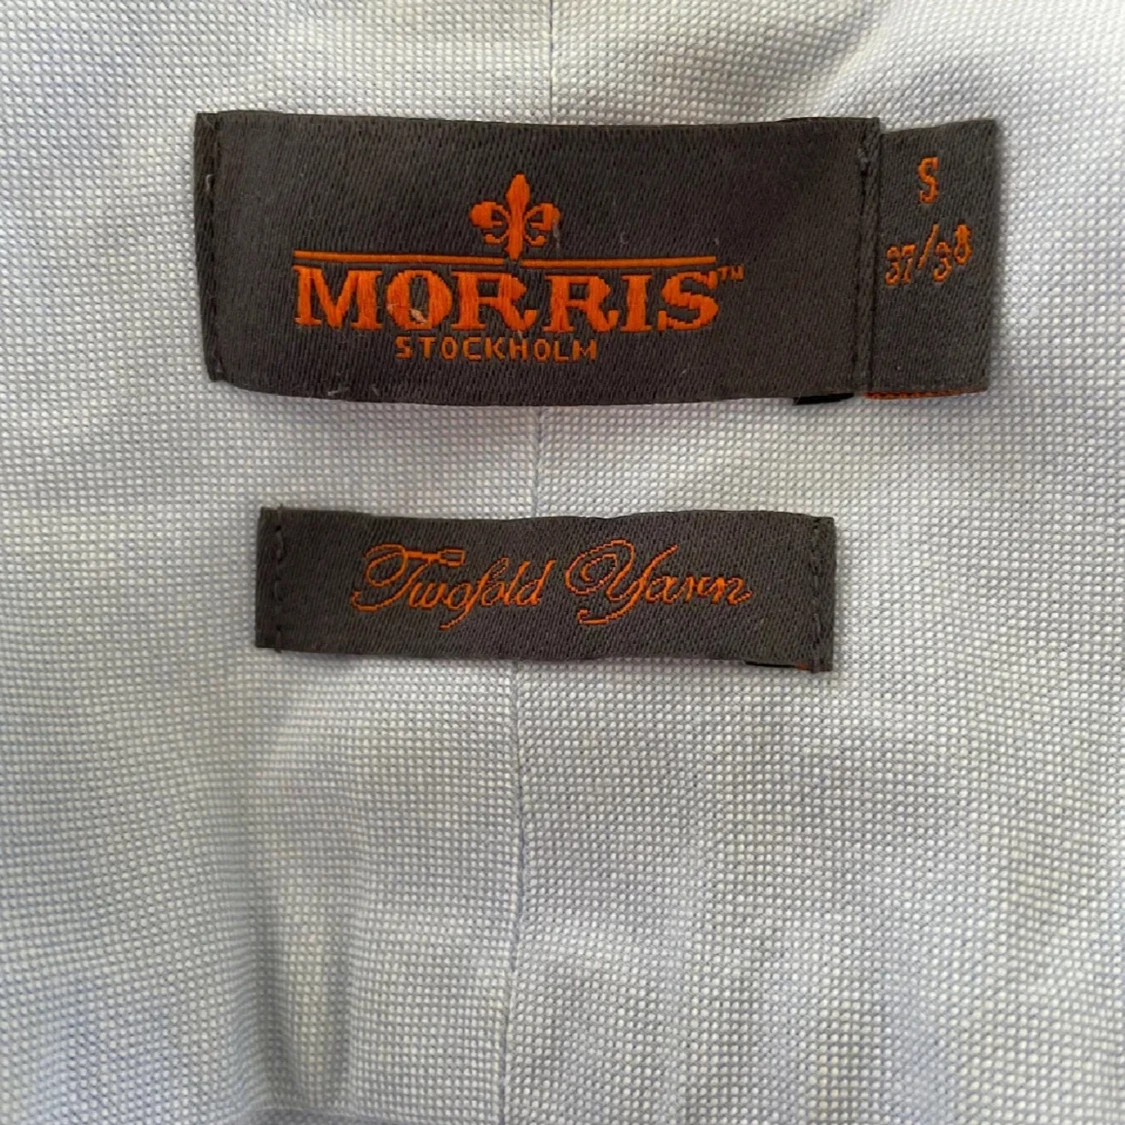 MORRIS™
STOCKHOLM
S
37/38
Twofold Yarn